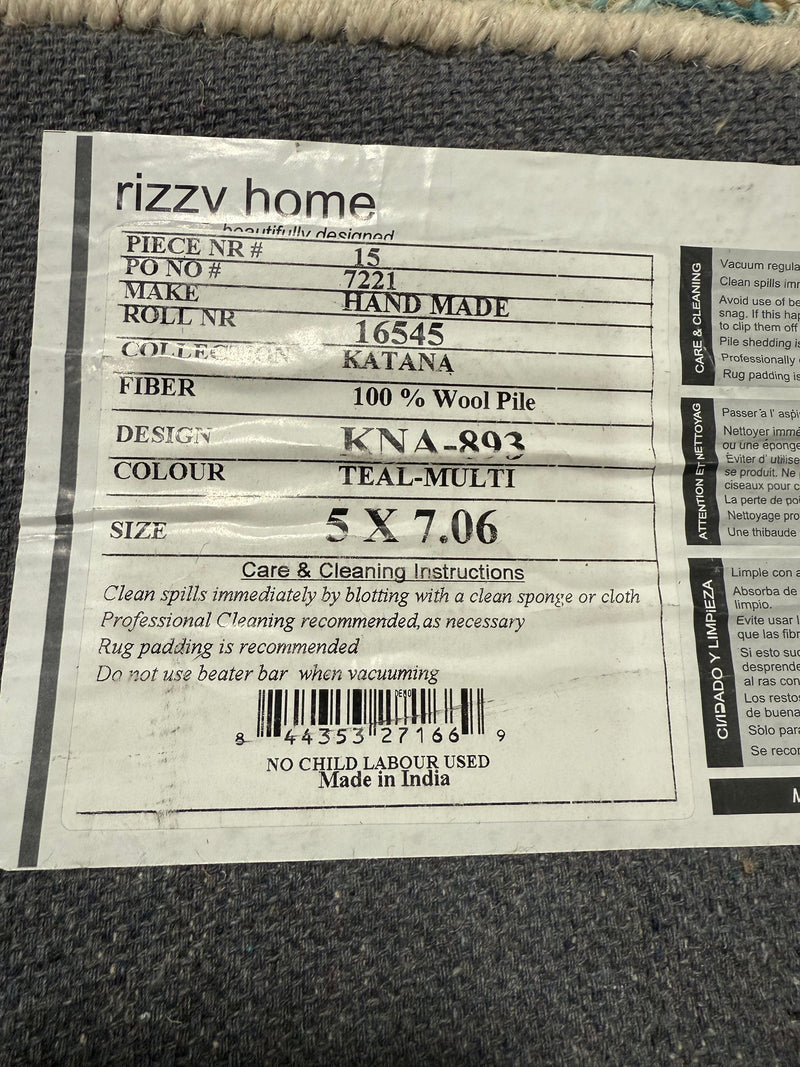 rizzy home
beautifully designed
PIECE NR # 15
PO NO # 7221
MAKE HAND MADE
ROLL NR 16545
COLLECTION KATANA
FIBER 100 % Wool Pile
DESIGN KNA-893
COLOUR TEAL-MULTI
SIZE 5 X 7.06
Care & Cleaning Instructions
Clean spills immediately by blotting with a clean sponge or cloth
Professional Cleaning recommended,as necessary
Rug padding is recommended
Do not use beater bar when vacuuming
DEMO
8 44353 27166 9
NO CHILD LABOUR USED
Made in India
CARE & CLEANING
Vacuum regula
Clean spills imm
Avoid use of be
snag. If this hap
to clip them off
Pile shedding is
Professionally
Rug padding is
ATTENTION ET NETTOYAG
Passer a l' aspi
Nettoyer immé
ou une éponge
Eviter d' utilise
se produit. Ne
ciseaux pour c
La perte de poi
Nettoyage pro
Une thibaude
CUIDADO Y LIMPiEZA
Limple con a
Absorba de
limpio.
Evite usar l
que las fibr
Si esto suc
desprende
al ras con
Los restos
de buena
Sólo para
Se recor
M